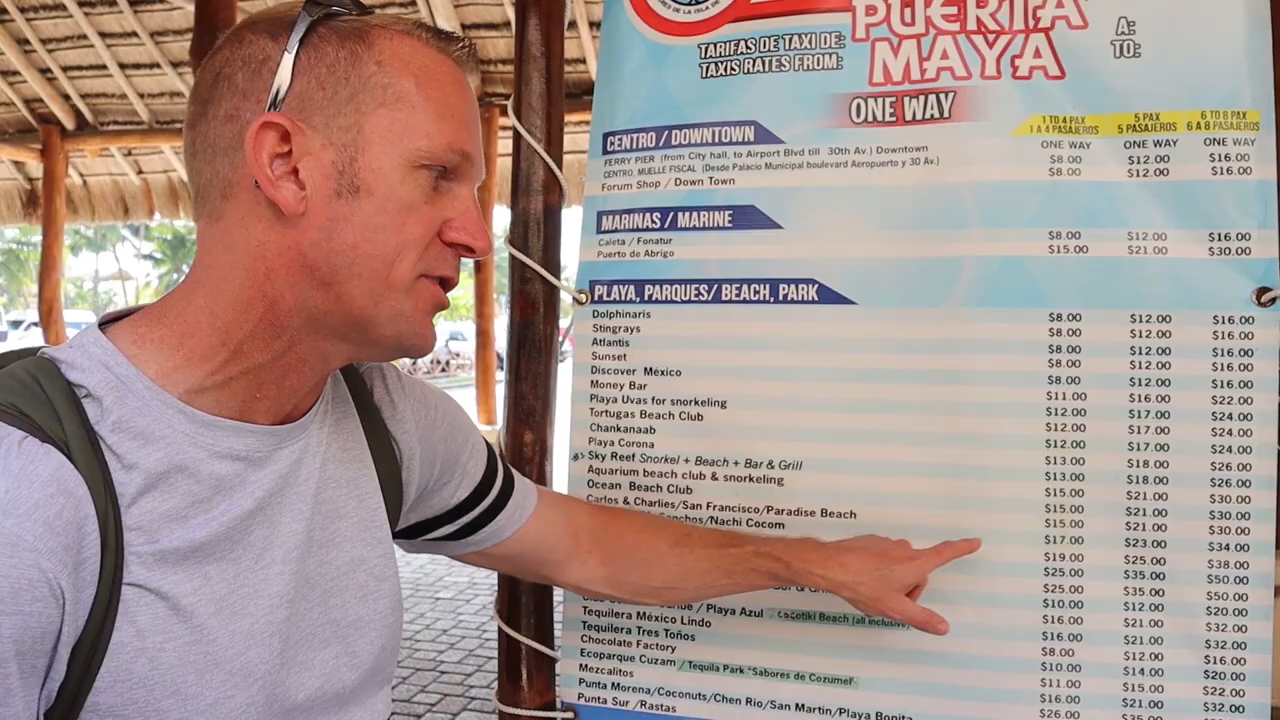 TARIFAS DE TAXI DE:
TAXIS RATES FROM:
PUERTA
MAYA
A:
TO:
ONE WAY
1 TO 4 PAX 5 PAX 6 TO 8 PAX
1 A 4 PASAJEROS 5 PASAJEROS 6 A 8 PASAJEROS
ONE WAY ONE WAY ONE WAY
CENTRO / DOWNTOWN
FERRY PIER (from City hall, to Airport Blvd till 30th Av.) Downtown
CENTRO, MUELLE FISCAL (Desde Palacio Municipal boulevard Aeropuerto y 30 Av.)
Forum Shop / Down Town
$8.00 $12.00 $16.00
$8.00 $12.00 $16.00
MARINAS / MARINE
Caleta / Fonatur $8.00 $12.00 $16.00
Puerto de Abrigo $15.00 $21.00 $30.00
PLAYA, PARQUES/ BEACH, PARK
Dolphinaris
Stingrays
Atlantis
Sunset
Discover México
Money Bar
Playa Uvas for snorkeling
Tortugas Beach Club
Chankanaab
Playa Corona
Sky Reef Snorkel + Beach + Bar & Grill
Aquarium beach club & snorkeling
Ocean Beach Club
Carlos & Charlies/San Francisco/Paradise Beach
Sanchos/Nachi Cocom
/ Playa Azul Cocotiki Beach (all inclusive)
Tequilera México Lindo
Tequilera Tres Toños
Chocolate Factory
Ecoparque Cuzam / Tequila Park "Sabores de Cozumel"
Mezcalitos
Punta Morena/Coconuts/Chen Rio/San Martin/Playa Bonita
Punta Sur /Rastas
$8.00 $12.00 $16.00
$8.00 $12.00 $16.00
$8.00 $12.00 $16.00
$8.00 $12.00 $16.00
$8.00 $12.00 $16.00
$11.00 $16.00 $22.00
$12.00 $17.00 $24.00
$12.00 $17.00 $24.00
$12.00 $17.00 $24.00
$13.00 $18.00 $26.00
$13.00 $18.00 $26.00
$15.00 $21.00 $30.00
$15.00 $21.00 $30.00
$15.00 $21.00 $30.00
$17.00 $23.00 $34.00
$19.00 $25.00 $38.00
$25.00 $35.00 $50.00
$25.00 $35.00 $50.00
$10.00 $12.00 $20.00
$16.00 $21.00 $32.00
$16.00 $21.00 $32.00
$8.00 $12.00 $16.00
$10.00 $14.00 $20.00
$11.00 $15.00 $22.00
$16.00 $21.00 $32.00
$26.00 35.00